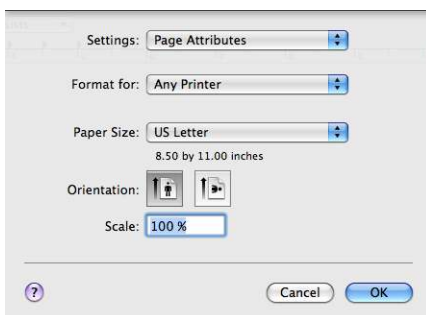 Settings: Page Attributes
Format for: Any Printer
Paper Size: US Letter
8.50 by 11.00 inches
Orientation:
Scale: 100 %
? Cancel OK